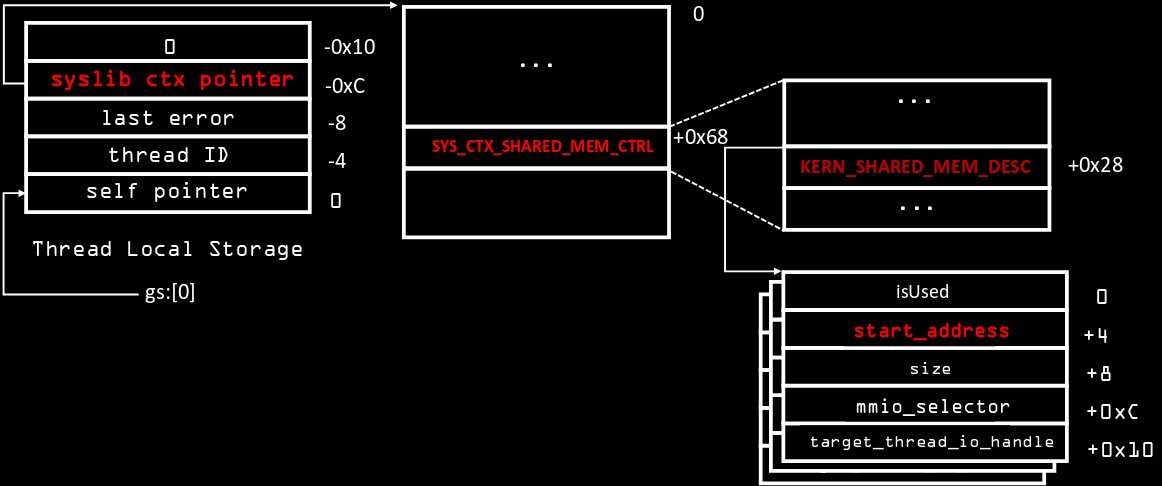 0
-0x10
syslib ctx pointer
-0xC
last error
-8
thread ID
-4
self pointer
0
Thread Local Storage
gs:[0]
0
...
SYS_CTX_SHARED_MEM_CTRL
+0x68
...
KERN_SHARED_MEM_DESC
+0x28
...
isUsed
0
start_address
+4
size
+8
mmio_selector
+0xC
target_thread_io_handle
+0x10